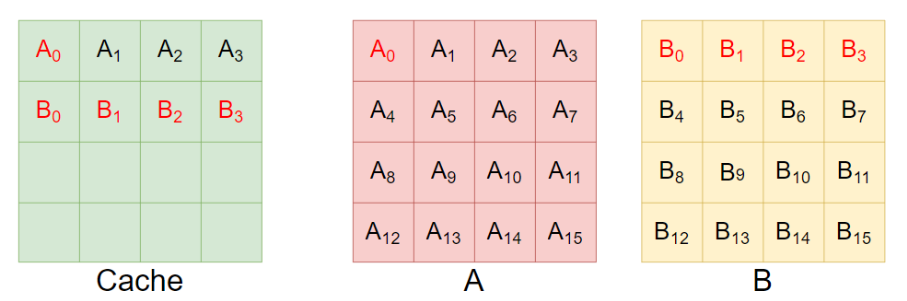 A₀ A₁ A₂ A₃
B₀ B₁ B₂ B₃
Cache
A₀ A₁ A₂ A₃
A₄ A₅ A₆ A₇
A₈ A₉ A₁₀ A₁₁
A₁₂ A₁₃ A₁₄ A₁₅
A
B₀ B₁ B₂ B₃
B₄ B₅ B₆ B₇
B₈ B₉ B₁₀ B₁₁
B₁₂ B₁₃ B₁₄ B₁₅
B